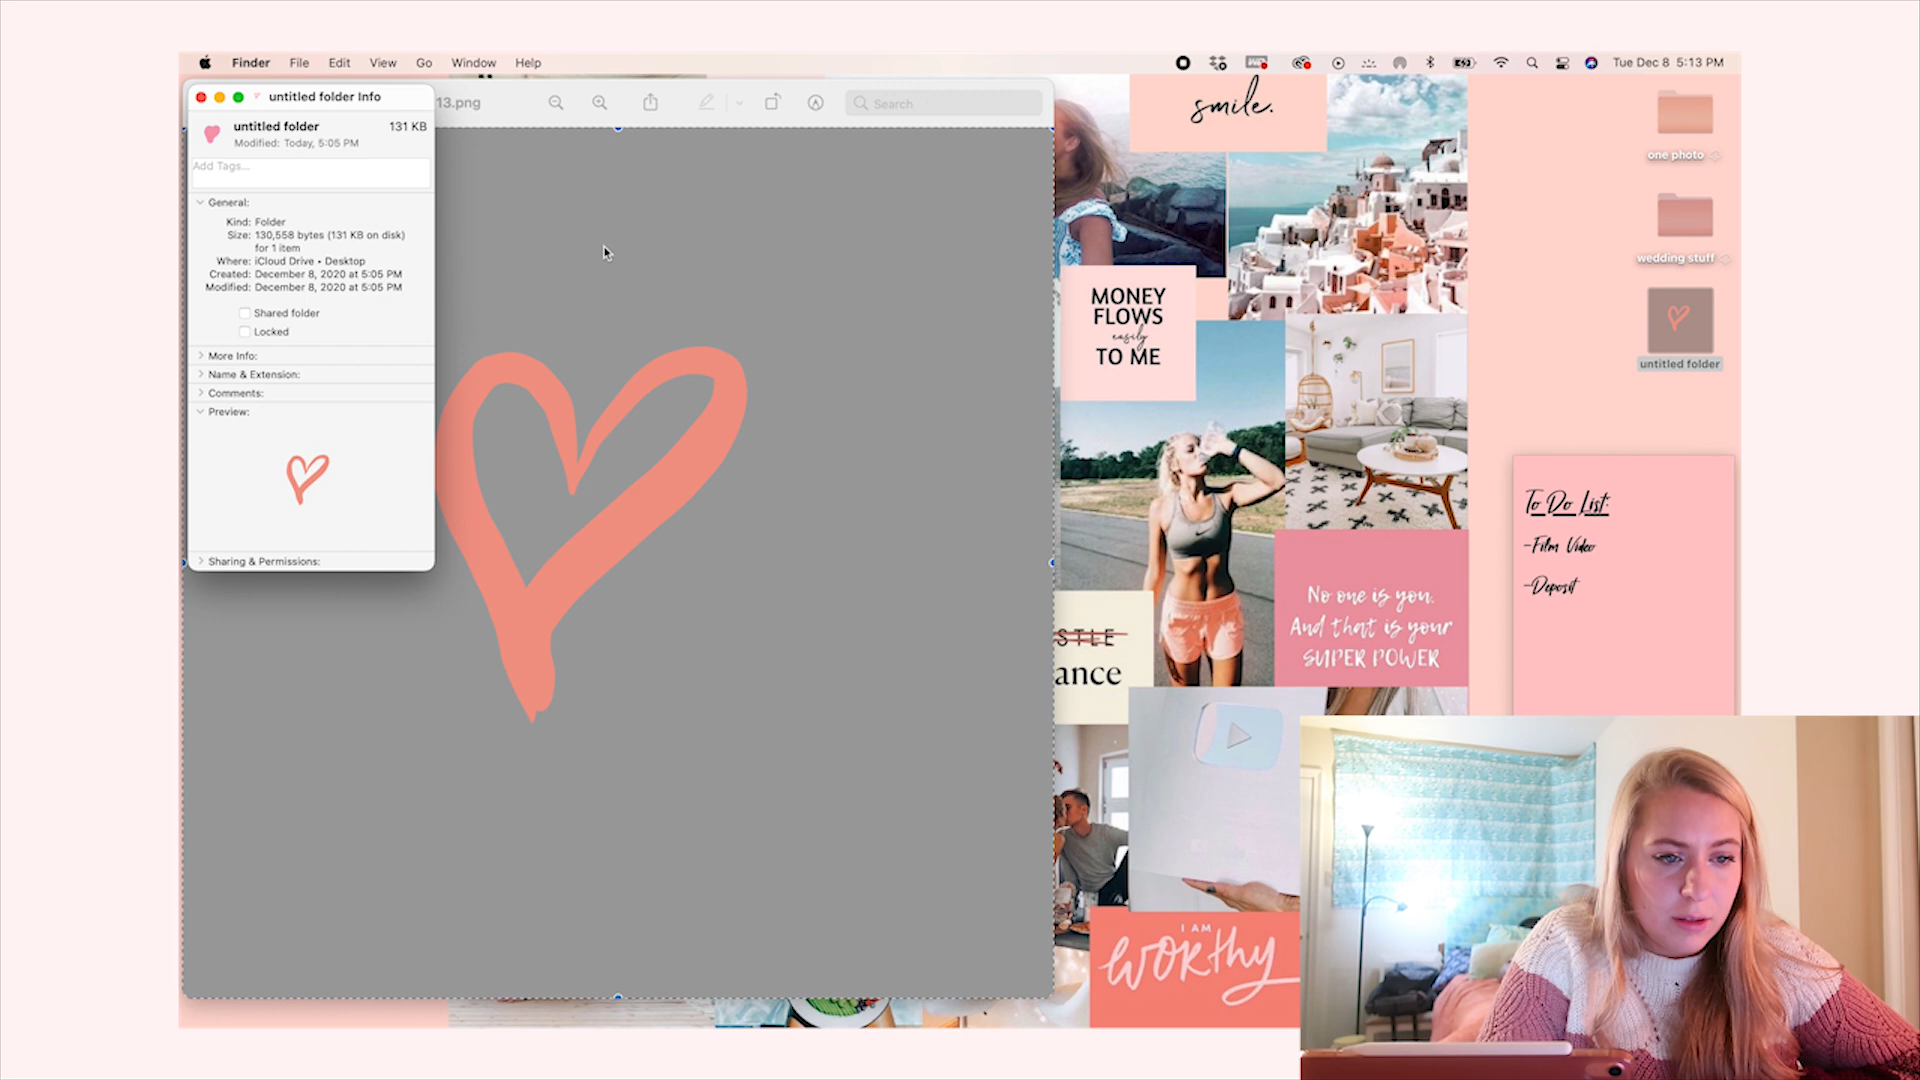 Finder File Edit View Go Window Help
Tue Dec 8 5:13 PM
untitled folder Info
13.png
Search
untitled folder 131 KB
Modified: Today, 5:05 PM
Add Tags...
General:
Kind: Folder
Size: 130,558 bytes (131 KB on disk)
for 1 item
Where: iCloud Drive • Desktop
Created: December 8, 2020 at 5:05 PM
Modified: December 8, 2020 at 5:05 PM
Shared folder
Locked
More Info:
Name & Extension:
Comments:
Preview:
Sharing & Permissions:
smile.
MONEY
FLOWS
easily
TO ME
STLE
ance
No one is you.
And that is your
SUPER POWER
I AM
worthy
one photo
wedding stuff
untitled folder
To Do List:
-Film Video
-Deposit